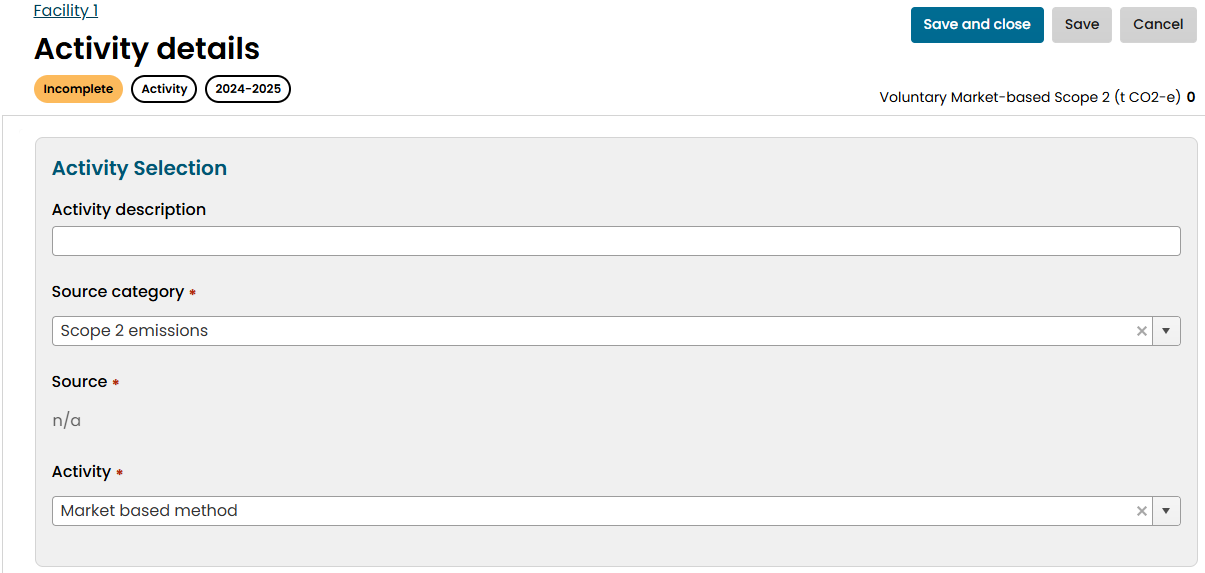 Facility 1
Save and close Save Cancel
Activity details
Incomplete Activity 2024-2025
Voluntary Market-based Scope 2 (t CO2-e) 0
Activity Selection
Activity description
Source category *
Scope 2 emissions
Source *
n/a
Activity *
Market based method